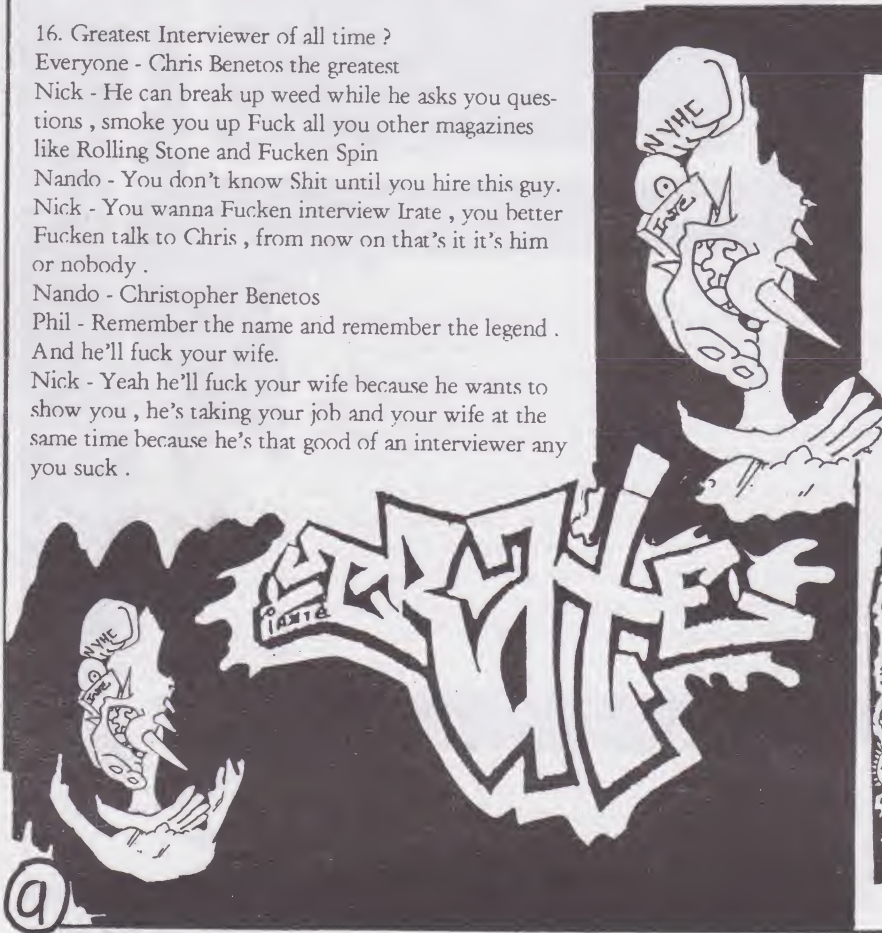 16. Greatest Interviewer of all time ?
Everyone - Chris Benetos the greatest
Nick - He can break up weed while he asks you ques-
tions , smoke you up Fuck all you other magazines
like Rolling Stone and Fucken Spin
Nando - You don't know Shit until you hire this guy.
Nick - You wanna Fucken interview Irate , you better
Fucken talk to Chris , from now on that's it it's him
or nobody .
Nando - Christopher Benetos
Phil - Remember the name and remember the legend .
And he'll fuck your wife.
Nick - Yeah he'll fuck your wife because he wants to
show you , he's taking your job and your wife at the
same time because he's that good of an interviewer any
you suck .
NYHC
Irate
IRATE
NYHC
Irate
9